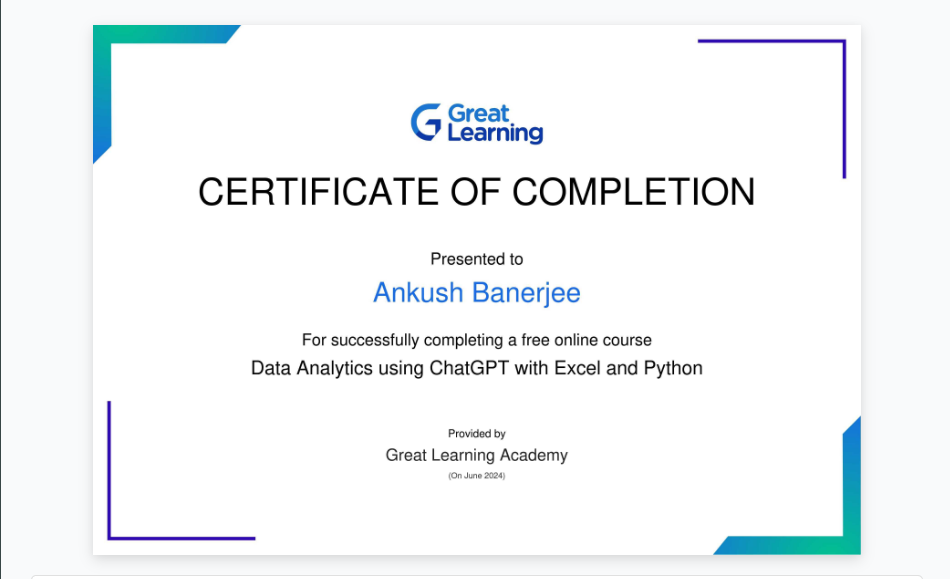 Great
Learning
CERTIFICATE OF COMPLETION
Presented to
Ankush Banerjee
For successfully completing a free online course
Data Analytics using ChatGPT with Excel and Python
Provided by
Great Learning Academy
(On June 2024)